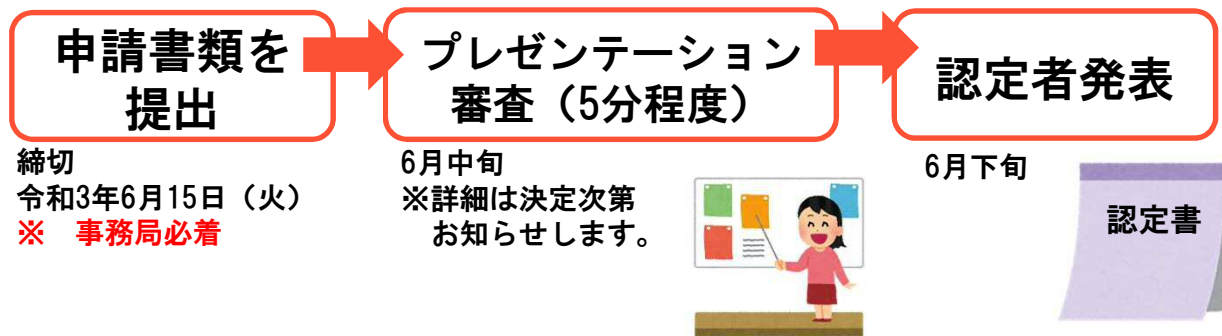 申請書類を
提出
締切
令和3年6月15日（火）
※　事務局必着
プレゼンテーション
審査（5分程度）
6月中旬
※詳細は決定次第
お知らせします。
認定者発表
6月下旬
認定書